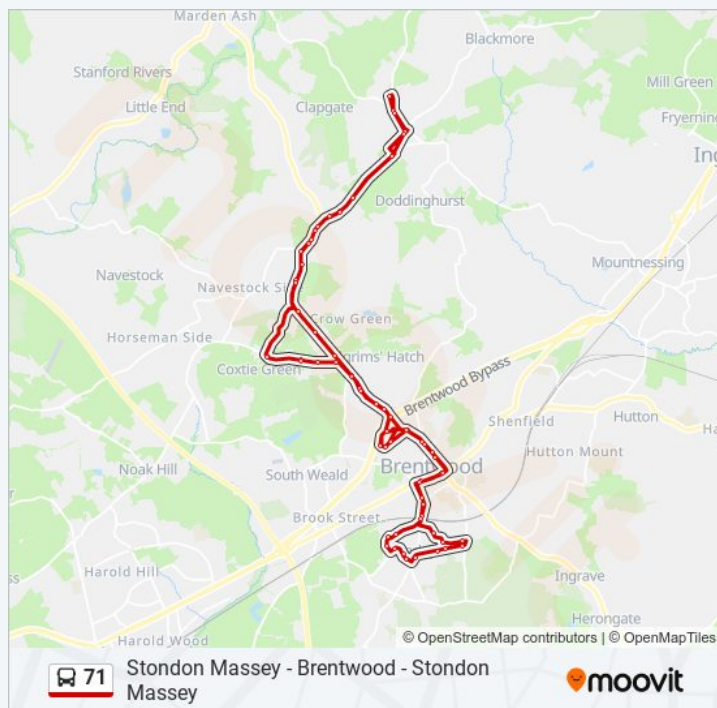 Marden Ash
Blackmore
Stanford Rivers
Mill Green
Little End
Clapgate
Fryerning
Ing
Doddinghurst
Mountnessing
Navestock
Navestock Si
Crow Green
Horseman Side
grims' Hatch
Coxtie Green
Brentwood Bypass
Shenfield
Hutton
Ha
Hutton Mount
Noak Hill
South Weald
Brentwood
Brook Street
Harold Hill
Ingrave
Herongate
Harold Wood
© OpenStreetMap contributors | © OpenMapTiles
71
Stondon Massey - Brentwood - Stondon
Massey
moovit